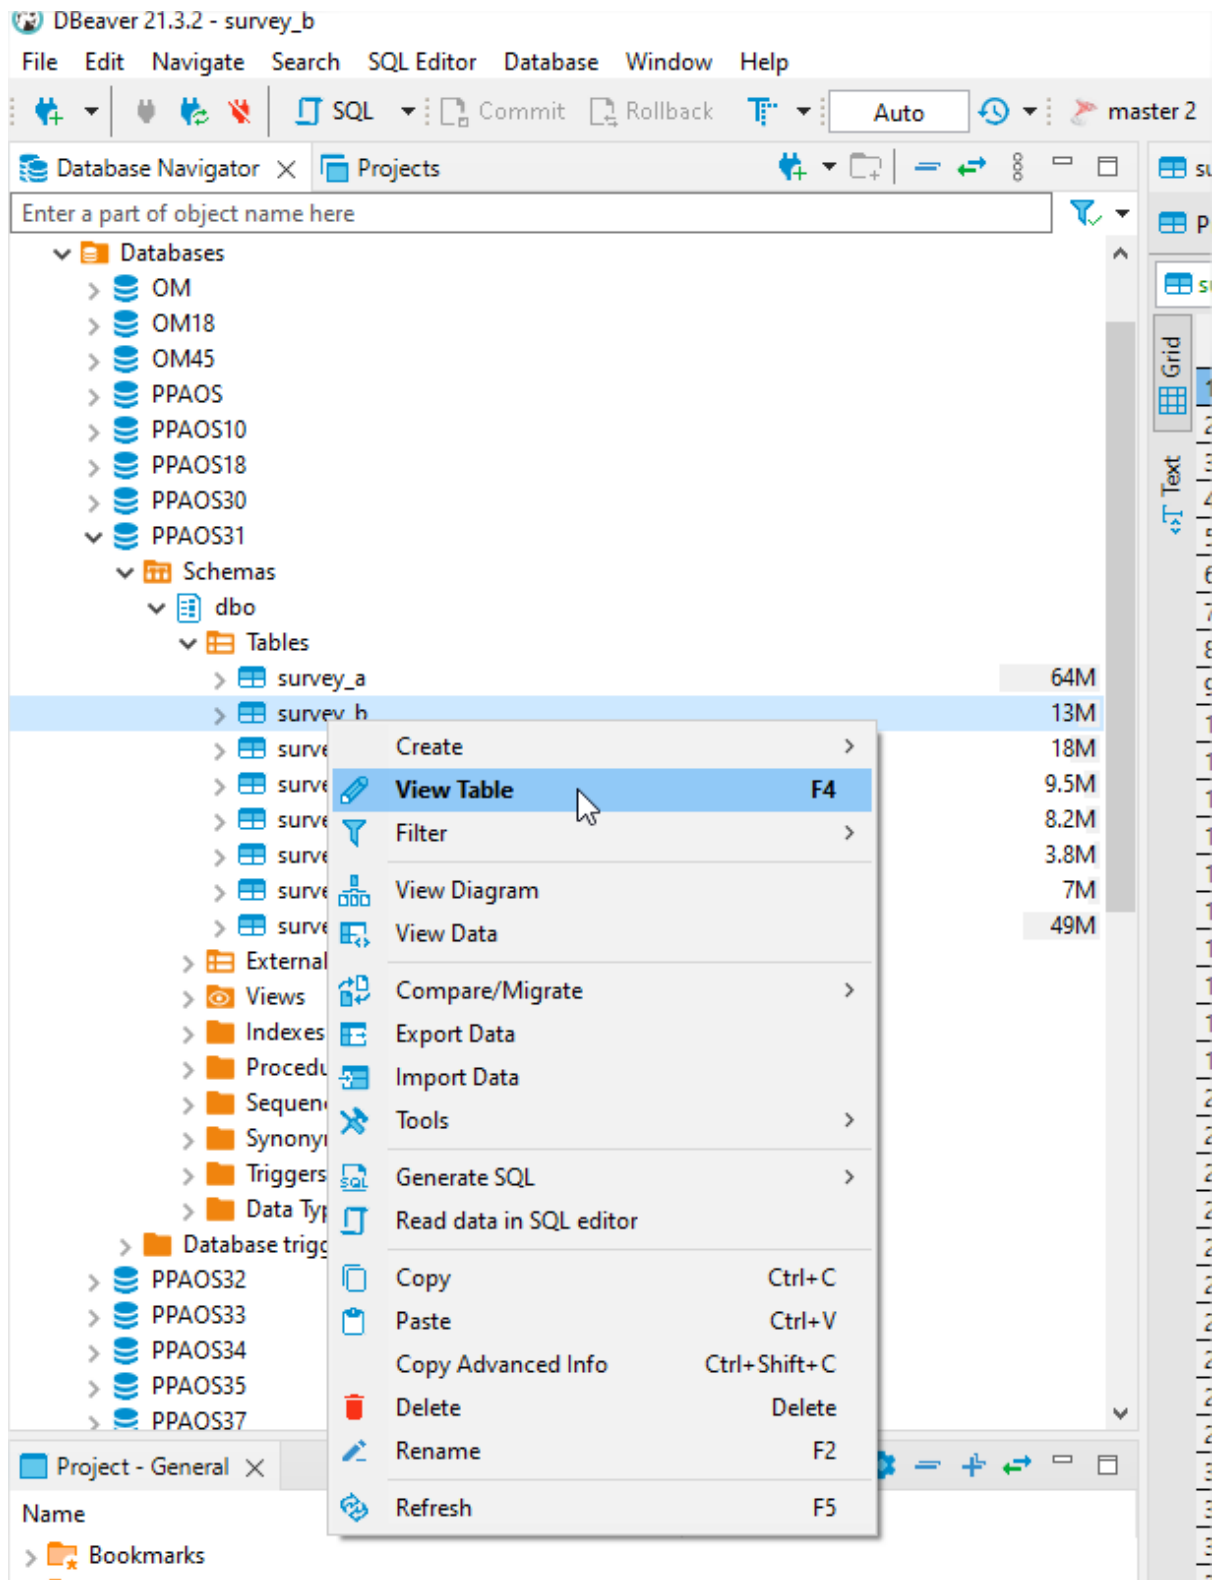 DBeaver 21.3.2 - survey_b
File Edit Navigate Search SQL Editor Database Window Help
SQL Commit Rollback Auto master 2
Database Navigator Projects
Enter a part of object name here
Databases
OM
OM18
OM45
PPAOS
PPAOS10
PPAOS18
PPAOS30
PPAOS31
Schemas
dbo
Tables
survey_a 64M
survey_b 13M
18M
9.5M
8.2M
3.8M
7M
49M
External
Views
Indexes
Triggers
PPAOS32
PPAOS33
PPAOS34
PPAOS35
PPAOS37
Create
View Table F4
Filter
View Diagram
View Data
Compare/Migrate
Export Data
Import Data
Tools
Generate SQL
Read data in SQL editor
Copy Ctrl+C
Paste Ctrl+V
Copy Advanced Info Ctrl+Shift+C
Delete Delete
Rename F2
Refresh F5
Project - General
Name
Bookmarks
Grid
Text